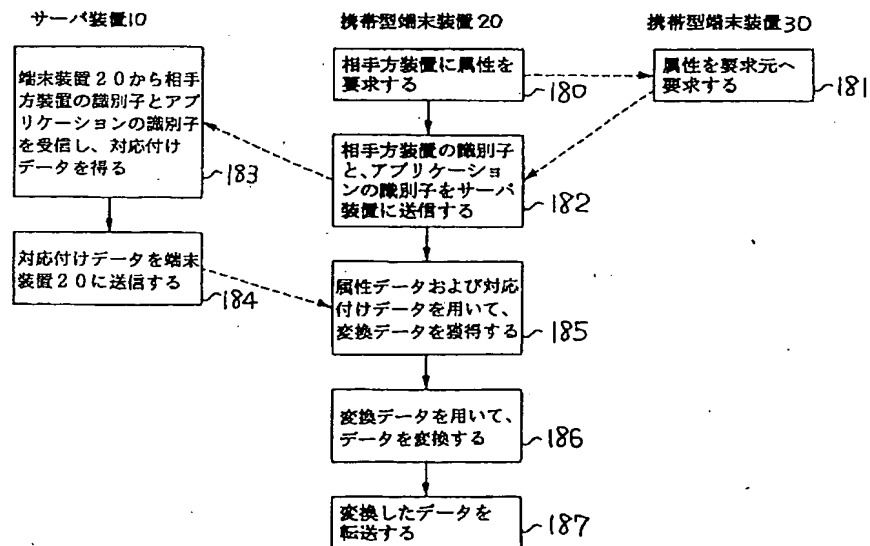 サーバ装置10
携帯型端末装置20
携帯型端末装置30
相手方装置に属性を
要求する
180
属性を要求元へ
要求する
181
端末装置20から相手
方装置の識別子とアプ
リケーションの識別子
を受信し、対応付け
データを得る
183
相手方装置の識別子
と、アプリケーション
の識別子をサーバ
装置に送信する
182
対応付けデータを端末
装置20に送信する
184
属性データおよび対応
付けデータを用いて、
変換データを獲得する
185
変換データを用いて、
データを変換する
186
変換したデータを
転送する
187